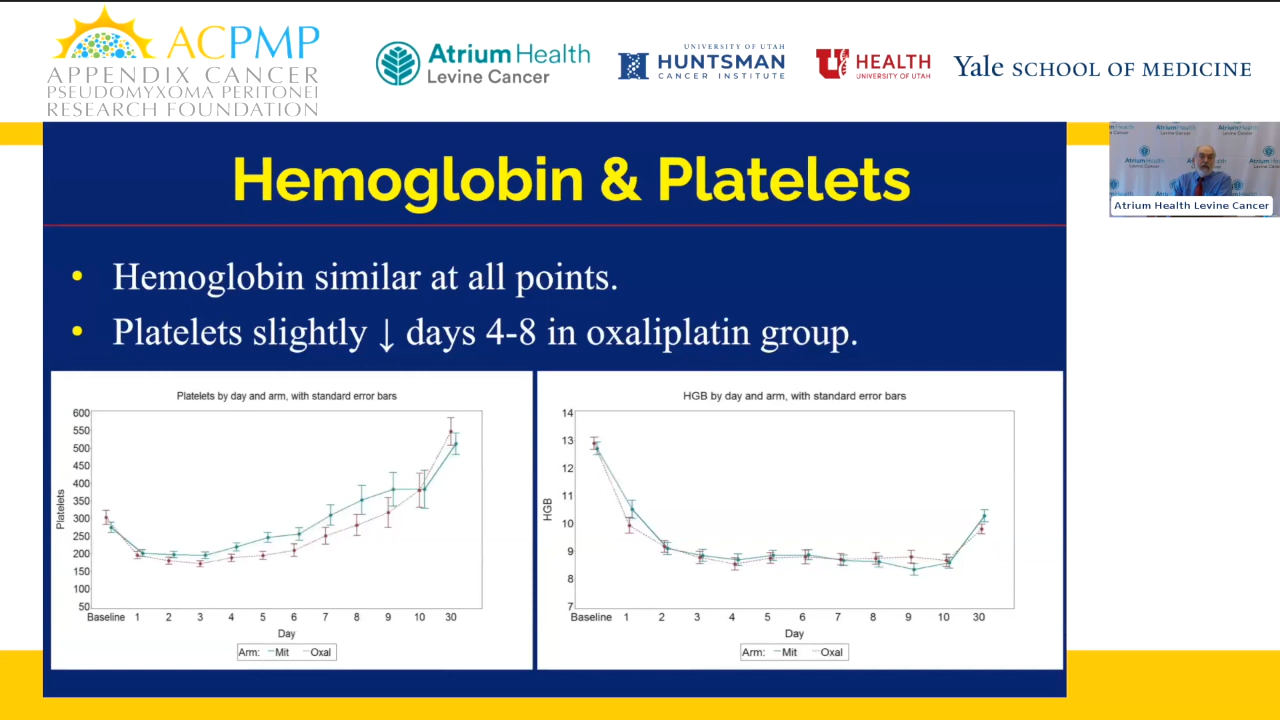 ACPMP
APPENDIX CANCER
PSEUDOMYXOMA PERITONEI
RESEARCH FOUNDATION
Atrium Health
Levine Cancer
UNIVERSITY OF UTAH
HUNTSMAN
CANCER INSTITUTE
U HEALTH
UNIVERSITY OF UTAH
Yale SCHOOL OF MEDICINE
Hemoglobin & Platelets
• Hemoglobin similar at all points.
• Platelets slightly ↓ days 4-8 in oxaliplatin group.
Platelets by day and arm, with standard error bars
600
550
500
450
400
350
300
250
200
150
100
50
Platelets
Baseline 1 2 3 4 5 6 7 8 9 10 30
Day
Arm: Mit Oxal
HGB by day and arm, with standard error bars
14
13
12
11
10
9
8
7
HGB
Baseline 1 2 3 4 5 6 7 8 9 10 30
Day
Arm: Mit Oxal
Atrium Health
Levine Cancer
Atrium Health Levine Cancer